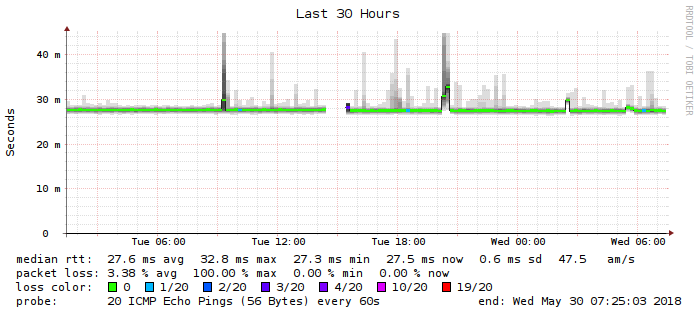 Last 30 Hours
RRDTOOL / TOBI OETIKER
Seconds
40 m
30 m
20 m
10 m
0
Tue 06:00 Tue 12:00 Tue 18:00 Wed 00:00 Wed 06:00
median rtt: 27.6 ms avg 32.8 ms max 27.3 ms min 27.5 ms now 0.6 ms sd 47.5 am/s
packet loss: 3.38 % avg 100.00 % max 0.00 % min 0.00 % now
loss color: 0 1/20 2/20 3/20 4/20 10/20 19/20
probe: 20 ICMP Echo Pings (56 Bytes) every 60s end: Wed May 30 07:25:03 2018